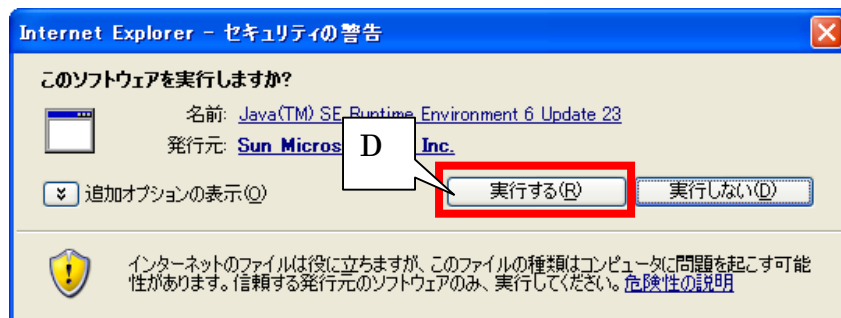 Internet Explorer - セキュリティの警告
このソフトウェアを実行しますか?
名前: Java(TM) SE Runtime Environment 6 Update 23
発行元: Sun Micros Inc.
D
追加オプションの表示(O)
実行する(R)
実行しない(D)
インターネットのファイルは役に立ちますが、このファイルの種類はコンピュータに問題を起こす可能
性があります。信頼する発行元のソフトウェアのみ、実行してください。危険性の説明